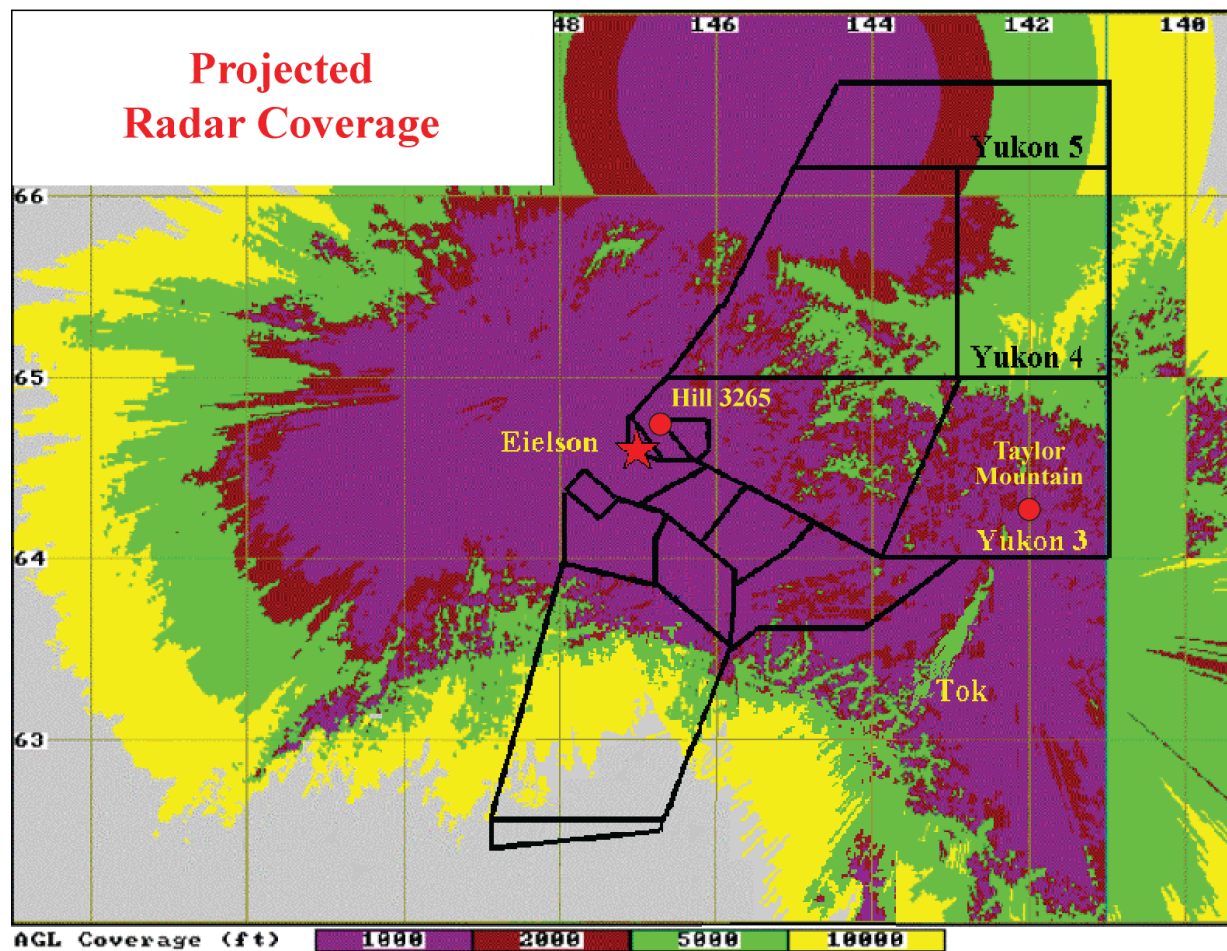 Projected
Radar Coverage
48 146 144 142 140
Yukon 5
66
Yukon 4
65
Hill 3265
Eielson
Taylor
Mountain
Yukon 3
64
Tok
63
AGL Coverage (ft) 1000 2000 5000 10000